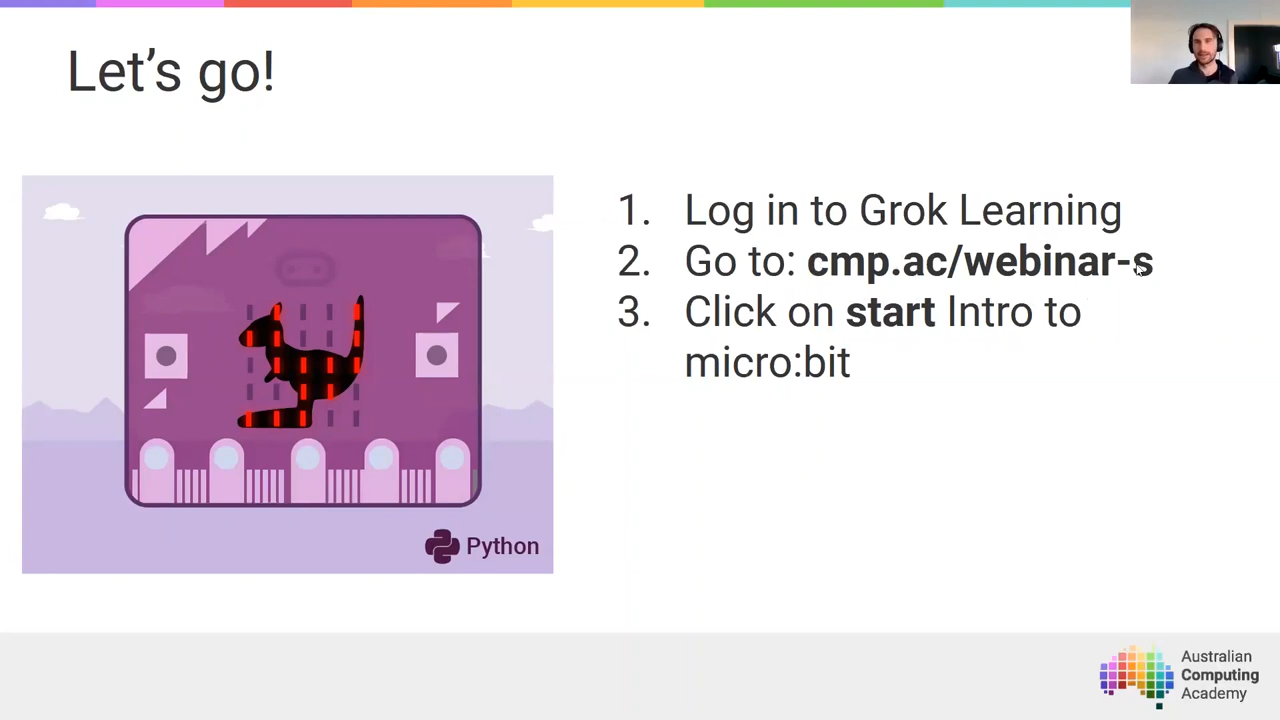 Let's go!
1. Log in to Grok Learning
2. Go to: cmp.ac/webinar-s
3. Click on start Intro to
micro:bit
Python
Australian
Computing
Academy